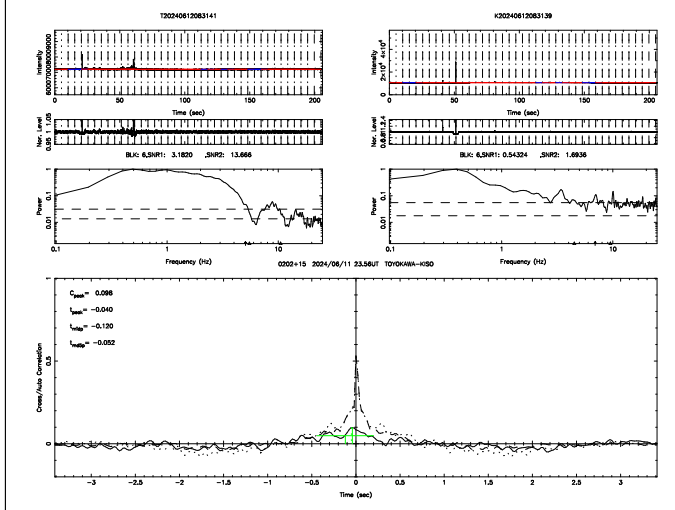 T20240612083141
K20240612083139
Intensity
6000700080009000
0 50 100 150 200
Time (sec)
Intensity
0 2×10⁴ 4×10⁴
0 50 100 150 200
Time (sec)
Nor. Level
0.95 1 1.05
Nor. Level
0.60.811.21.4
BLK: 6,SNR1: 3.1820 ,SNR2: 13.666
BLK: 6,SNR1: 0.54324 ,SNR2: 1.6936
Power
1
0.1
0.01
0.1 1 10
Frequency (Hz)
Power
1
0.1
0.01
0.1 1 10
Frequency (Hz)
0202+15 2024/06/11 23.56UT TOYOKAWA-KISO
Cpeak= 0.098
tpeak= -0.040
tmidp= -0.120
tmd5p= -0.052
Cross/Auto Correlation
1
0.5
0
-3 -2.5 -2 -1.5 -1 -0.5 0 0.5 1 1.5 2 2.5 3
Time (sec)